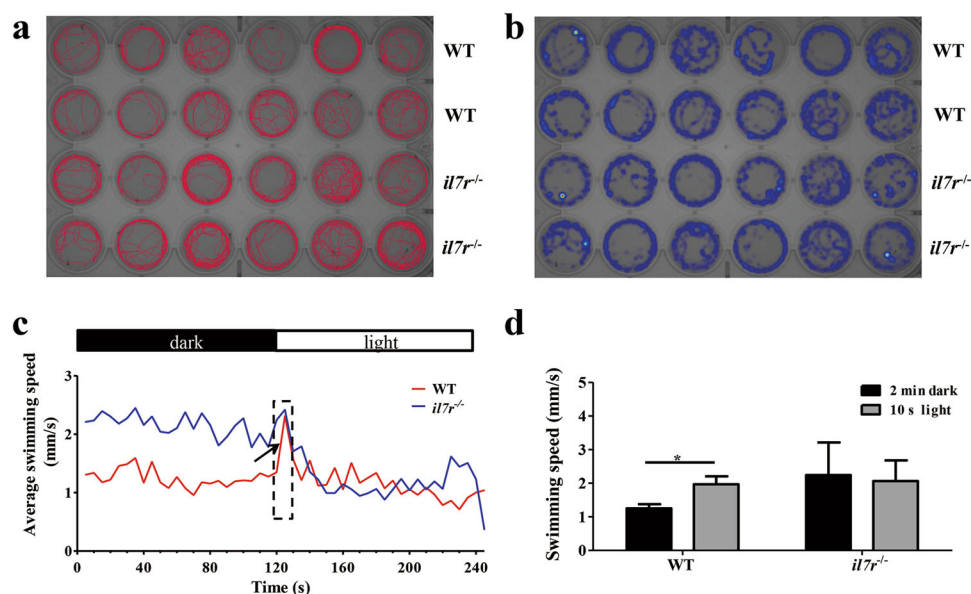 a
WT
WT
il7r-/-
il7r-/-
b
WT
WT
il7r-/-
il7r-/-
c
dark
light
Average swimming speed
(mm/s)
3
2
1
0
WT
il7r-/-
0
40
80
120
160
200
240
Time (s)
d
Swimming speed (mm/s)
5
4
3
2
1
0
2 min dark
10 s light
*
WT
il7r-/-